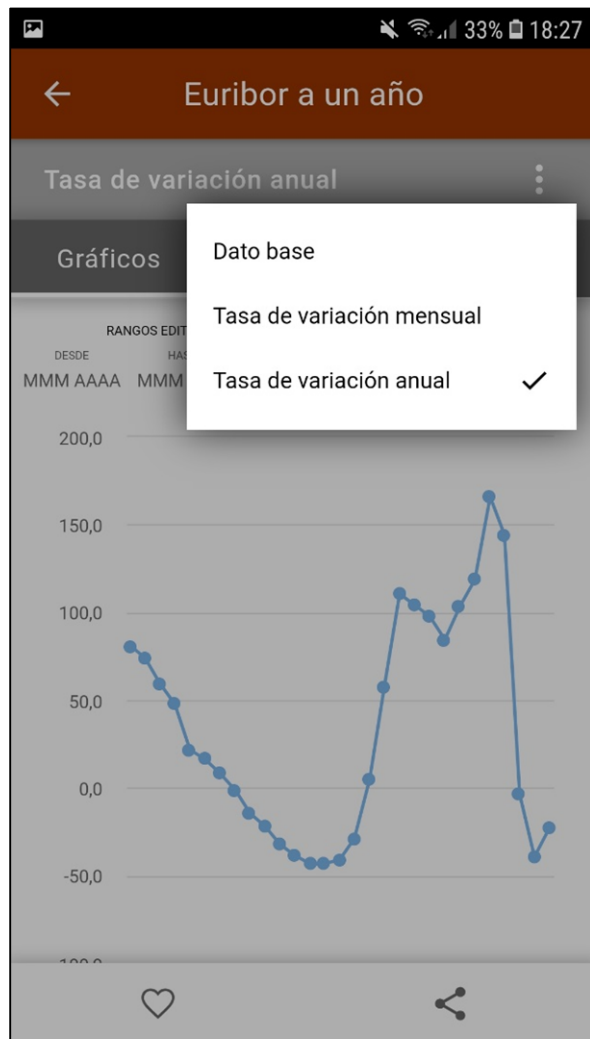 33% 18:27
Euribor a un año
Tasa de variación anual
Gráficos
Dato base
Tasa de variación mensual
Tasa de variación anual
RANGOS
DESDE
MMM AAAA MMM
200,0
150,0
100,0
50,0
0,0
-50,0